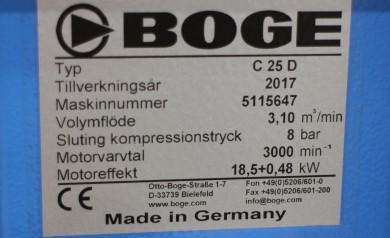 BOGE
Typ C 25 D
Tillverkningsår 2017
Maskinnummer 5115647
Volymflöde 3,10 m³/min
Sluting kompressionstryck 8 bar
Motorvarvtal 3000 min⁻¹
Motoreffekt 18,5+0,48 kW
CE
Otto-Boge-Straße 1-7 Fon +49(0)5206/601-0
D-33739 Bielefeld Fax +49(0)5206/601-200
www.boge.com info@boge.com
Made in Germany